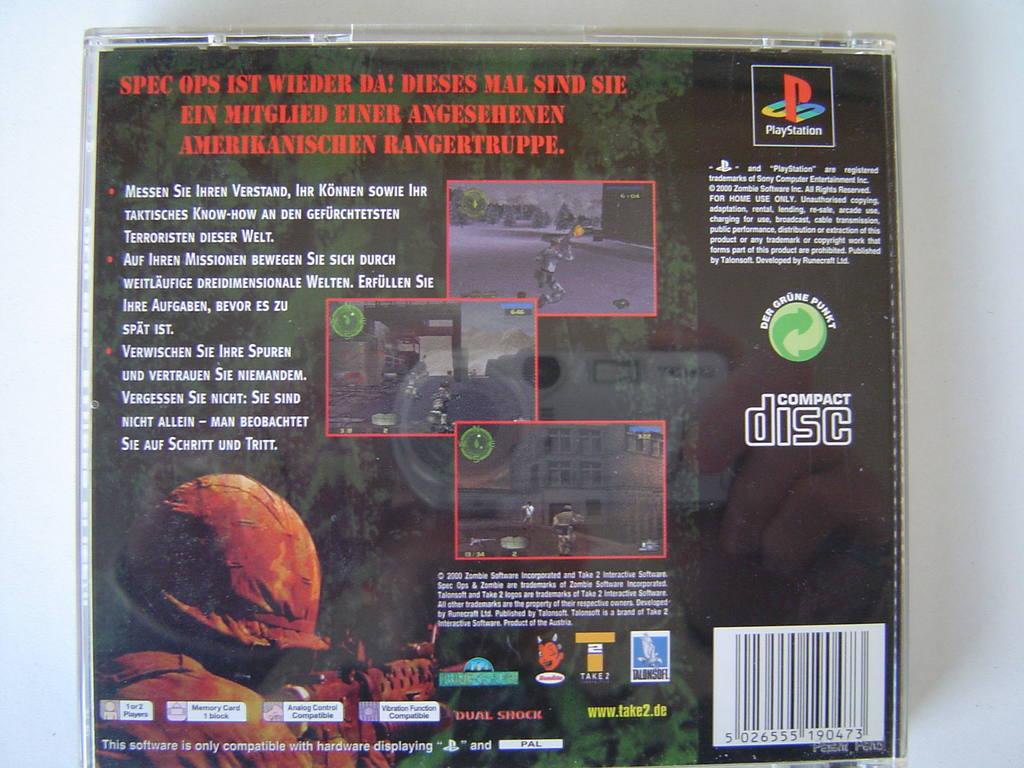 SPEC OPS IST WIEDER DA! DIESES MAL SIND SIE
EIN MITGLIED EINER ANGESEHENEN
AMERIKANISCHEN RANGERTRUPPE.
• MESSEN SIE IHREN VERSTAND, IHR KÖNNEN SOWIE IHR
TAKTISCHES KNOW-HOW AN DEN GEFÜRCHTETSTEN
TERRORISTEN DIESER WELT.
• AUF IHREN MISSIONEN BEWEGEN SIE SICH DURCH
WEITLÄUFIGE DREIDIMENSIONALE WELTEN. ERFÜLLEN SIE
IHRE AUFGABEN, BEVOR ES ZU
SPÄT IST.
• VERWISCHEN SIE IHRE SPUREN
UND VERTRAUEN SIE NIEMANDEM.
VERGESSEN SIE NICHT: SIE SIND
NICHT ALLEIN – MAN BEOBACHTET
SIE AUF SCHRITT UND TRITT.
PlayStation
" " and "PlayStation" are registered
trademarks of Sony Computer Entertainment Inc.
© 2000 Zombie Software Inc. All Rights Reserved.
FOR HOME USE ONLY. Unauthorised copying,
adaptation, rental, lending, re-sale, arcade use,
charging for use, broadcast, cable transmission,
public performance, distribution or extraction of this
product or any trademark or copyright work that
forms part of this product are prohibited. Published
by Talonsoft. Developed by Runecraft Ltd.
DER GRÜNE PUNKT
COMPACT
disc
© 2000 Zombie Software Incorporated and Take 2 Interactive Software.
Spec Ops & Zombie are trademarks of Zombie Software Incorporated.
Talonsoft and Take 2 logos are trademarks of Take 2 Interactive Software.
All other trademarks are the property of their respective owners. Developed
by Runecraft Ltd. Published by Talonsoft. Talonsoft is a brand of Take 2
Interactive Software. Product of the Austria.
RUNECRAFT
Zombie
T2
TAKE 2
TALONSOFT
1 or 2
Players
Memory Card
1 block
Analog Control
Compatible
Vibration Function
Compatible
DUAL SHOCK
www.take2.de
This software is only compatible with hardware displaying " " and PAL
5 026555 190473